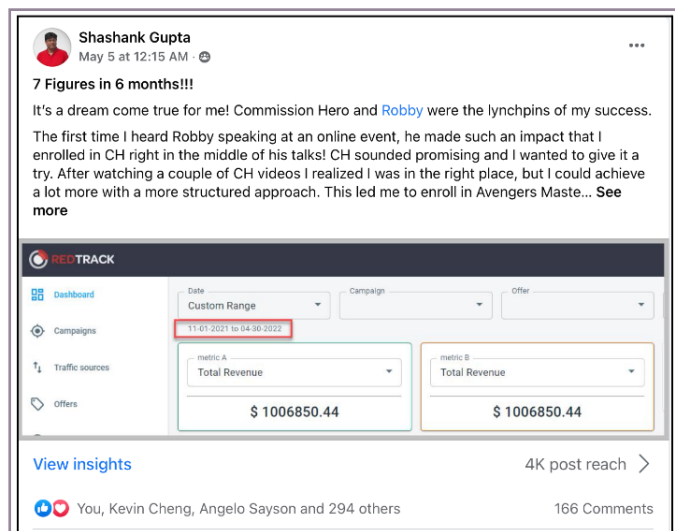 Shashank Gupta
May 5 at 12:15 AM ·
7 Figures in 6 months!!!
It's a dream come true for me! Commission Hero and Robby were the lynchpins of my success.
The first time I heard Robby speaking at an online event, he made such an impact that I
enrolled in CH right in the middle of his talks! CH sounded promising and I wanted to give it a
try. After watching a couple of CH videos I realized I was in the right place, but I could achieve
a lot more with a more structured approach. This led me to enroll in Avengers Maste... See
more
REDTRACK
Dashboard
Campaigns
Traffic sources
Offers
Date
Custom Range
11-01-2021 to 04-30-2022
Campaign
Offer
metric A
Total Revenue
$ 1006850.44
metric B
Total Revenue
$ 1006850.44
View insights
4K post reach
You, Kevin Cheng, Angelo Sayson and 294 others
166 Comments